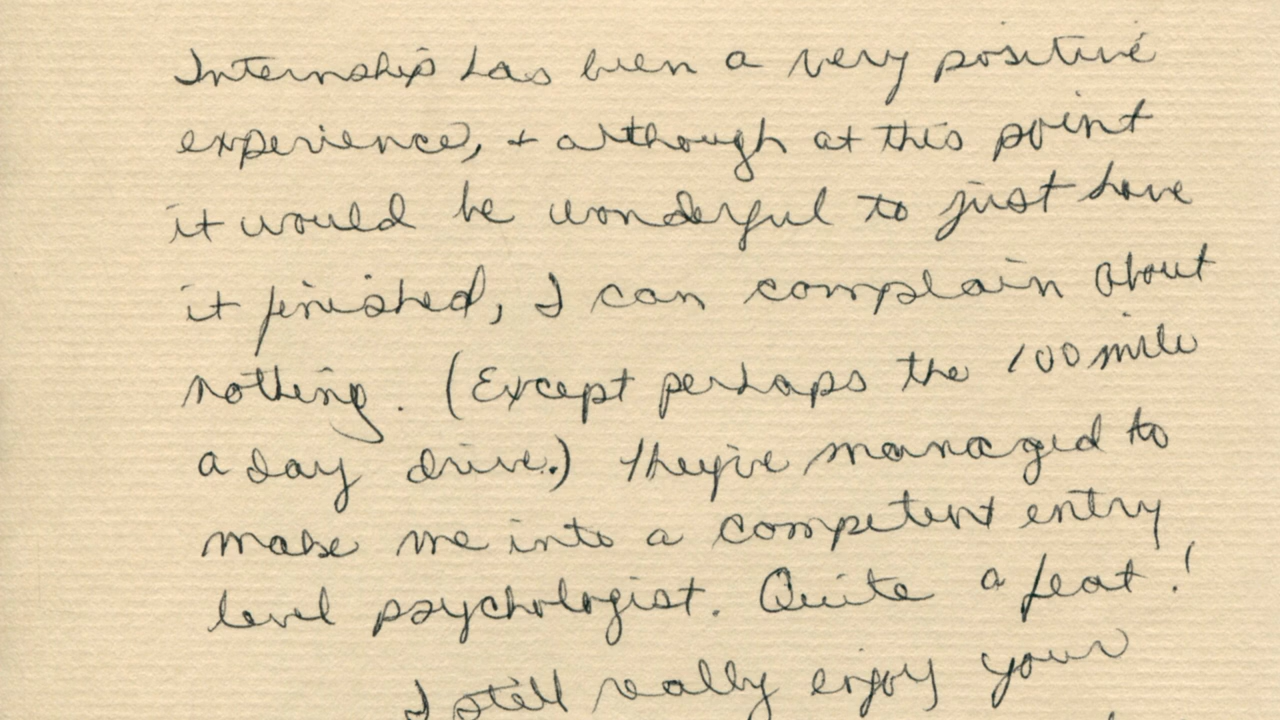 Internship has been a very positive
experience, + although at this point
it would be wonderful to just have
it finished, I can complain about
nothing. (Except perhaps the 100 mile
a day drive.) They've managed to
make me into a competent entry
level psychologist. Quite a feat!
I still really enjoy your